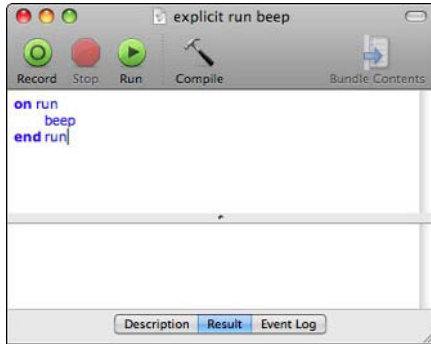 explicit run beep
Record Stop Run Compile Bundle Contents
on run
beep
end run
Description Result Event Log